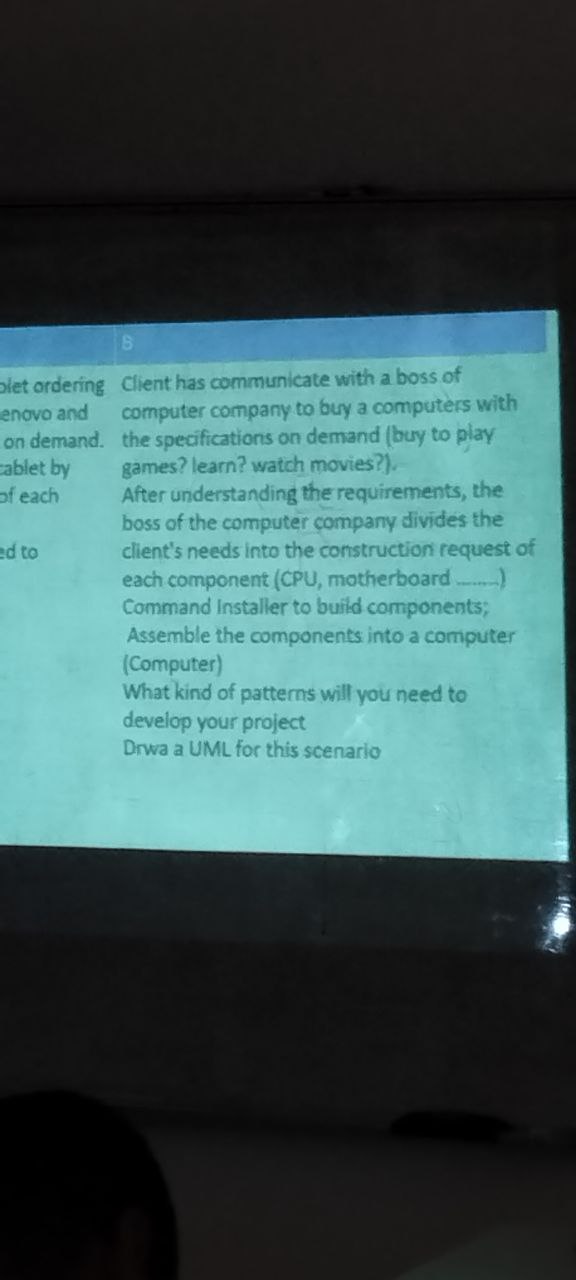 B
olet ordering
enovo and
on demand.
tablet by
of each
ed to
Client has communicate with a boss of
computer company to buy a computers with
the specifications on demand (buy to play
games? learn? watch movies?).
After understanding the requirements, the
boss of the computer company divides the
client's needs into the construction request of
each component (CPU, motherboard ........)
Command Installer to build components;
Assemble the components into a computer
(Computer)
What kind of patterns will you need to
develop your project
Drwa a UML for this scenario